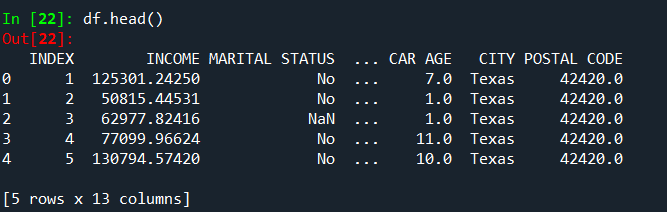 In [22]: df.head()
Out[22]:
   INDEX        INCOME MARITAL STATUS  ... CAR AGE   CITY POSTAL CODE
0      1  125301.24250             No  ...     7.0  Texas     42420.0
1      2   50815.44531             No  ...     1.0  Texas     42420.0
2      3   62977.82416            NaN  ...     1.0  Texas     42420.0
3      4   77099.96624             No  ...    11.0  Texas     42420.0
4      5  130794.57420             No  ...    10.0  Texas     42420.0
[5 rows x 13 columns]